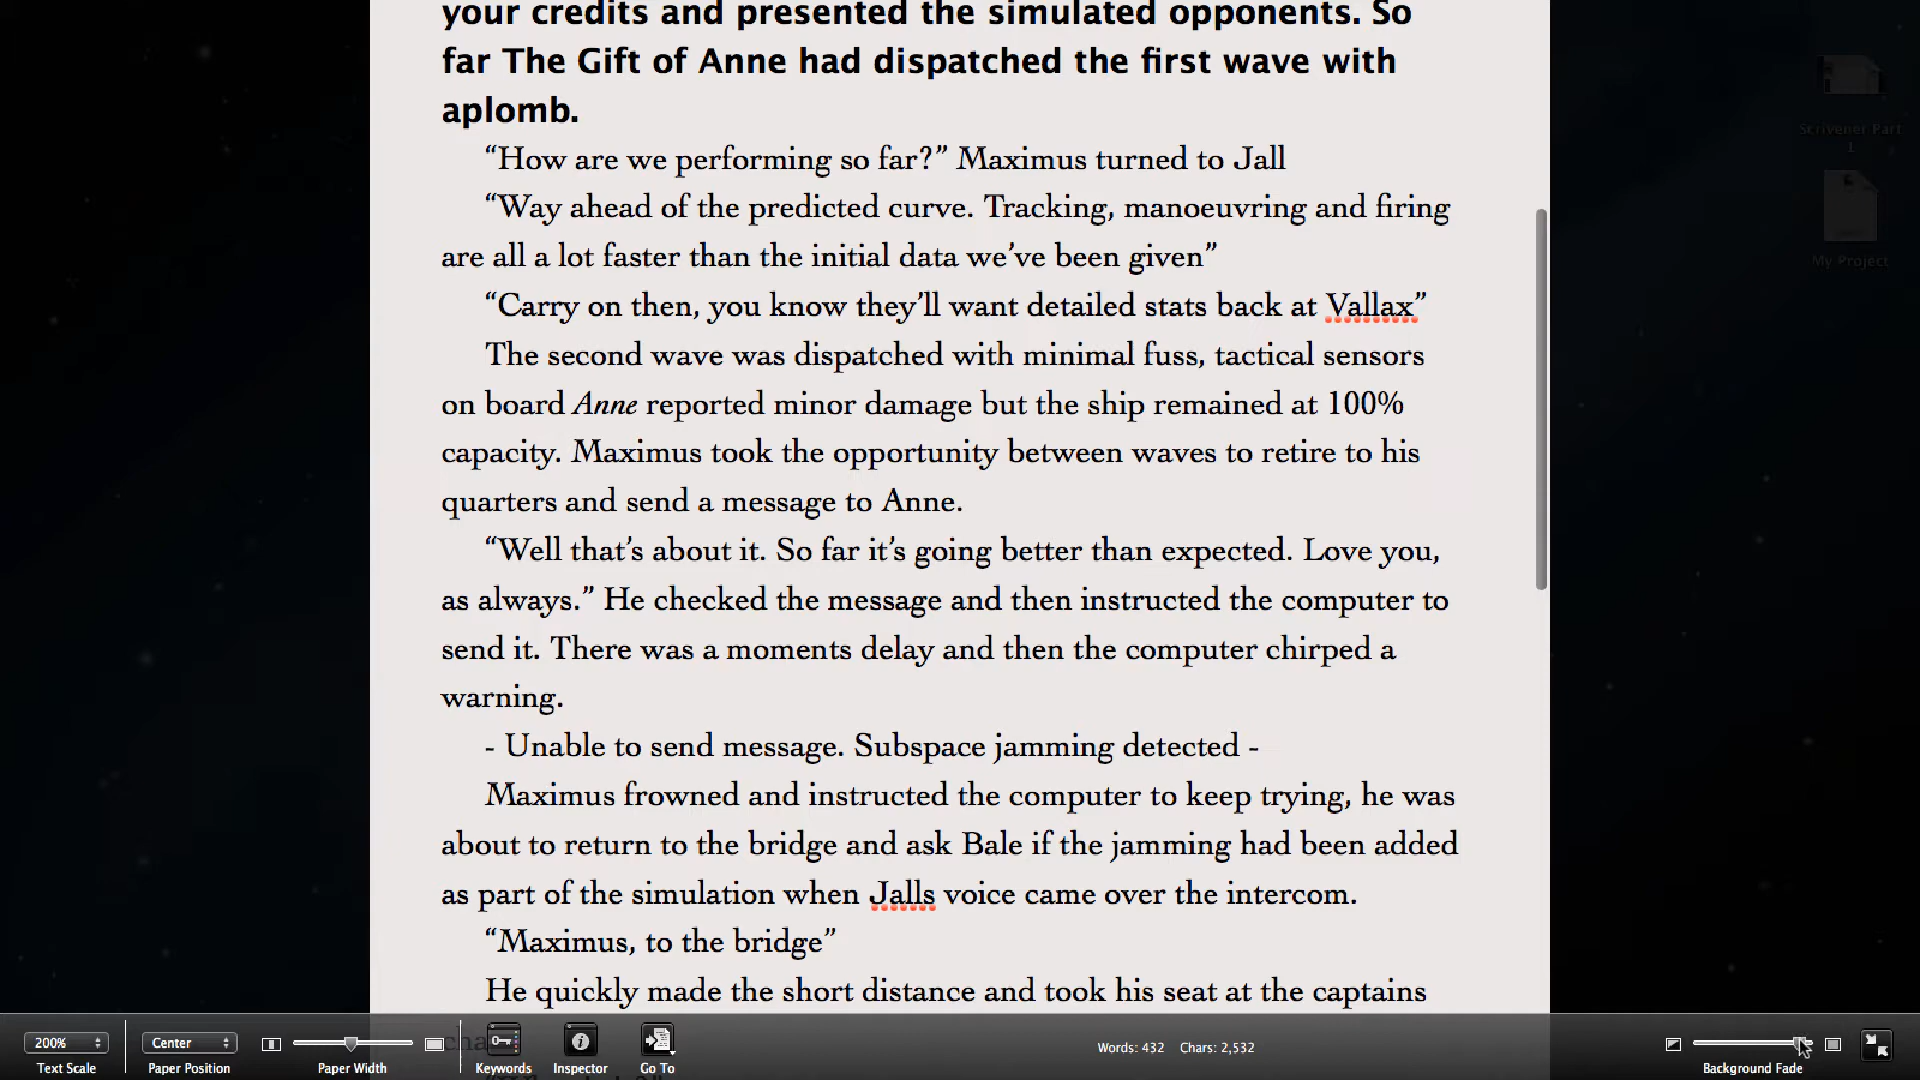 your credits and presented the simulated opponents. So
far The Gift of Anne had dispatched the first wave with
aplomb.
“How are we performing so far?” Maximus turned to Jall
“Way ahead of the predicted curve. Tracking, manoeuvring and firing
are all a lot faster than the initial data we’ve been given”
“Carry on then, you know they’ll want detailed stats back at Vallax”
The second wave was dispatched with minimal fuss, tactical sensors
on board Anne reported minor damage but the ship remained at 100%
capacity. Maximus took the opportunity between waves to retire to his
quarters and send a message to Anne.
“Well that’s about it. So far it’s going better than expected. Love you,
as always.” He checked the message and then instructed the computer to
send it. There was a moments delay and then the computer chirped a
warning.
- Unable to send message. Subspace jamming detected -
Maximus frowned and instructed the computer to keep trying, he was
about to return to the bridge and ask Bale if the jamming had been added
as part of the simulation when Jalls voice came over the intercom.
“Maximus, to the bridge”
He quickly made the short distance and took his seat at the captains
Scrivener Part
1
My Project
200%
Text Scale
Center
Paper Position
Paper Width
Keywords
Inspector
Go To
Words: 432 Chars: 2,532
Background Fade